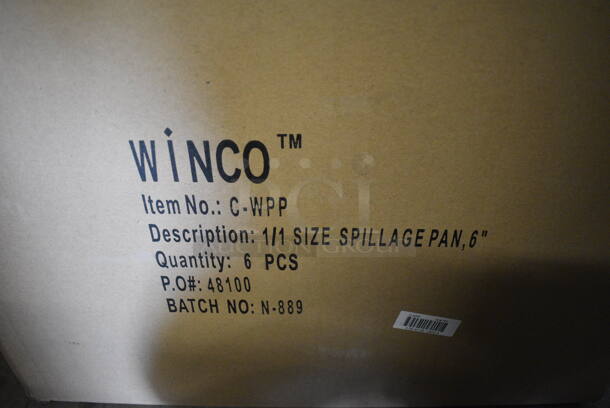 WiNCO™
Item No.: C-WPP
Description: 1/1 SIZE SPILLAGE PAN, 6"
Quantity: 6 PCS
P.O#: 48100
BATCH NO: N-889